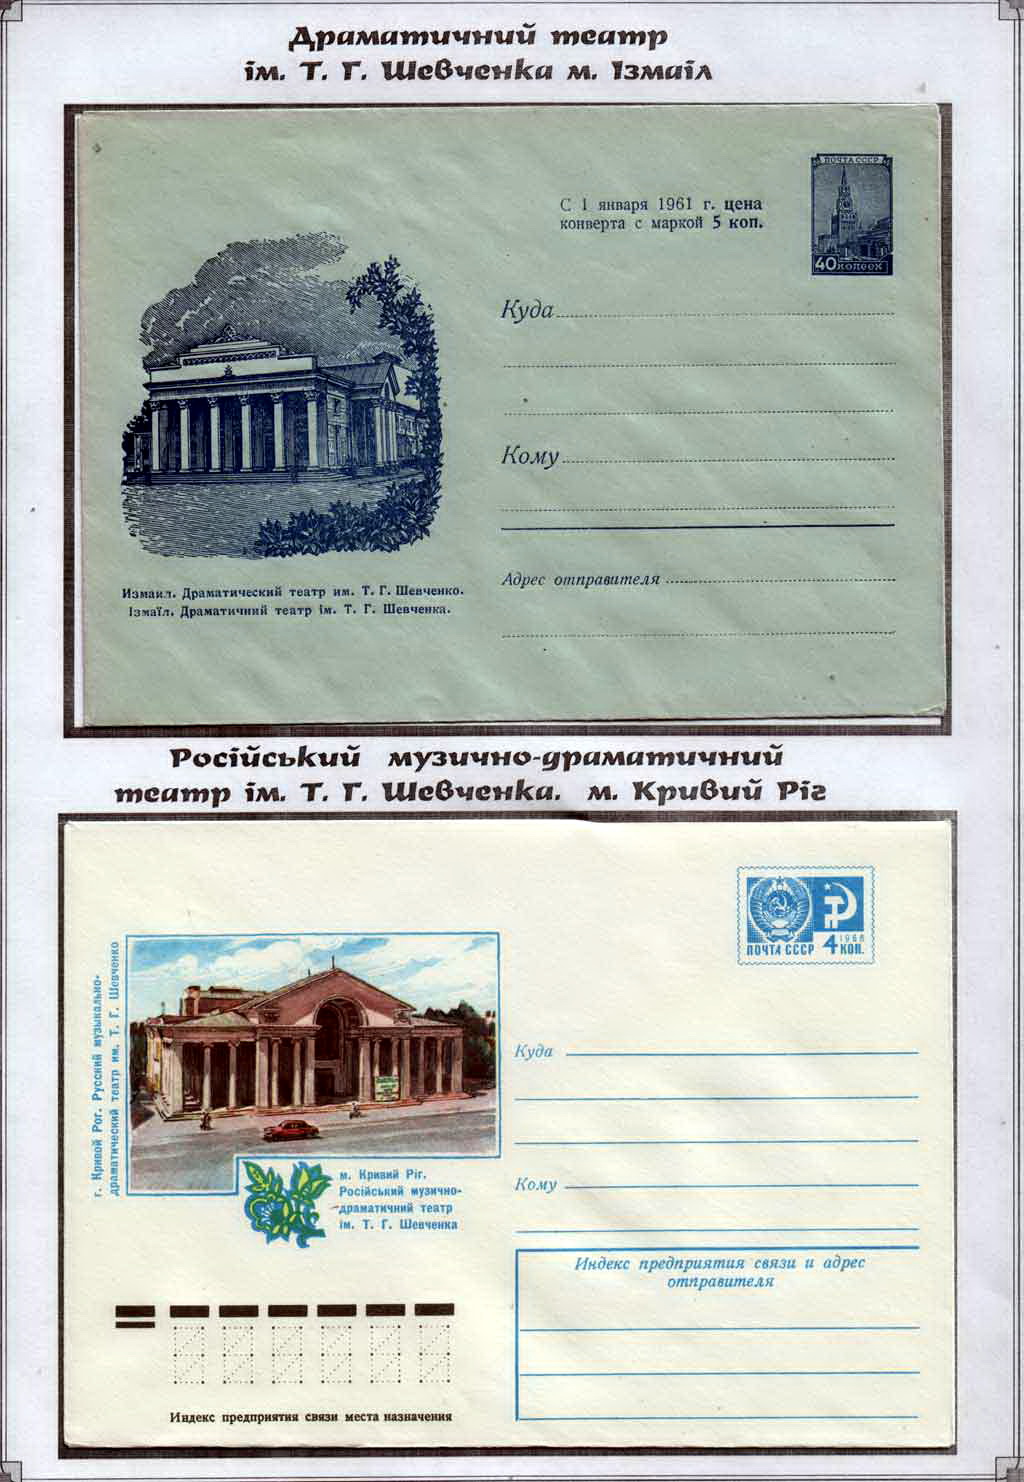 Драматичний театр
ім. Т. Г. Шевченка м. Ізмаїл
ПОЧТА СССР
С 1 января 1961 г. цена
конверта с маркой 5 коп.
40 копеек
Куда
Кому
Адрес отправителя
Измаил. Драматический театр им. Т. Г. Шевченко.
Ізмаїл. Драматичний театр ім. Т. Г. Шевченка.
Російський музично-драматичний
театр ім. Т. Г. Шевченка. м. Кривий Ріг
1966
ПОЧТА СССР 4 КОП.
г. Кривой Рог. Русский музыкально-
драматический театр им. Т. Г. Шевченко
м. Кривий Ріг.
Російський музично-
-драматичний театр
ім. Т. Г. Шевченка
Куда
Кому
Индекс предприятия связи и адрес
отправителя
Индекс предприятия связи места назначения